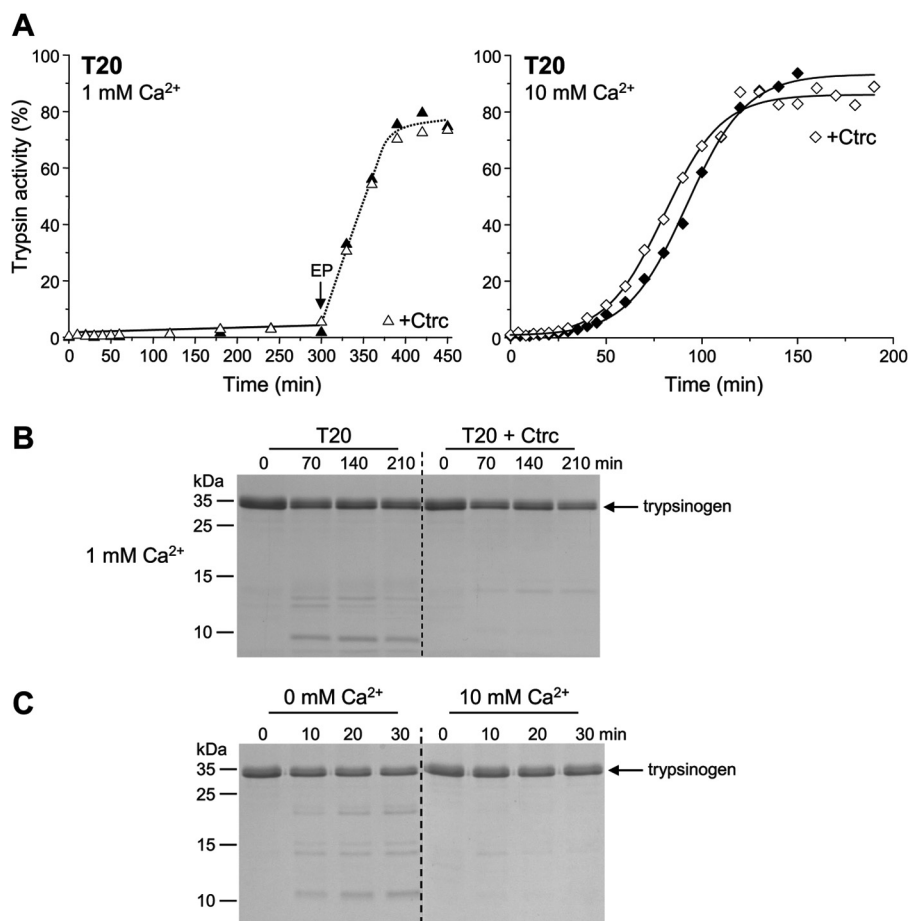 A
T20
1 mM Ca²⁺
Trypsin activity (%)
100
80
60
40
20
0
EP
△ +Ctrc
0 50 100 150 200 250 300 350 400 450
Time (min)
T20
10 mM Ca²⁺
100
80
60
40
20
0
◇ +Ctrc
0 50 100 150 200
Time (min)
B
T20 T20 + Ctrc
0 70 140 210 0 70 140 210 min
kDa
35
25
15
10
1 mM Ca²⁺
trypsinogen
C
0 mM Ca²⁺ 10 mM Ca²⁺
0 10 20 30 0 10 20 30 min
kDa
35
25
15
10
trypsinogen